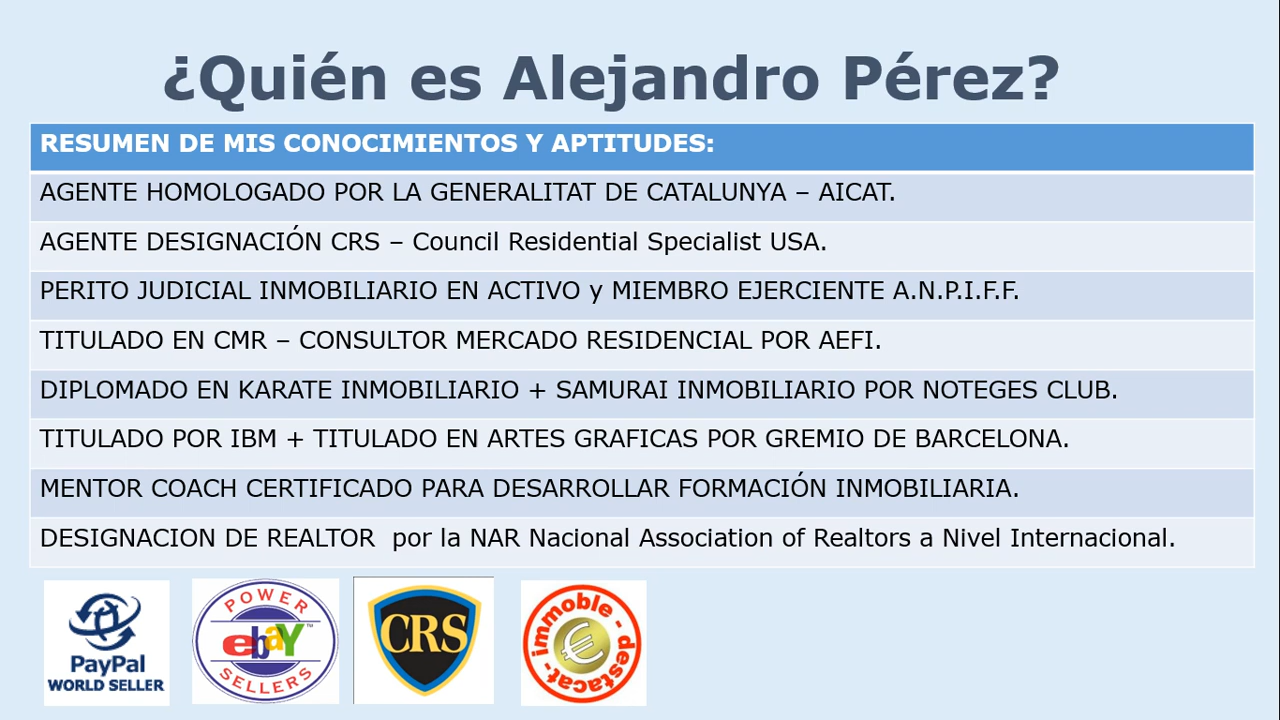 ¿Quién es Alejandro Pérez?
RESUMEN DE MIS CONOCIMIENTOS Y APTITUDES:
AGENTE HOMOLOGADO POR LA GENERALITAT DE CATALUNYA – AICAT.
AGENTE DESIGNACIÓN CRS – Council Residential Specialist USA.
PERITO JUDICIAL INMOBILIARIO EN ACTIVO y MIEMBRO EJERCIENTE A.N.P.I.F.F.
TITULADO EN CMR – CONSULTOR MERCADO RESIDENCIAL POR AEFI.
DIPLOMADO EN KARATE INMOBILIARIO + SAMURAI INMOBILIARIO POR NOTEGES CLUB.
TITULADO POR IBM + TITULADO EN ARTES GRAFICAS POR GREMIO DE BARCELONA.
MENTOR COACH CERTIFICADO PARA DESARROLLAR FORMACIÓN INMOBILIARIA.
DESIGNACION DE REALTOR  por la NAR Nacional Association of Realtors a Nivel Internacional.
PayPal
WORLD SELLER
POWER
ebaY™
SELLERS
CRS
immoble - destacat -
€